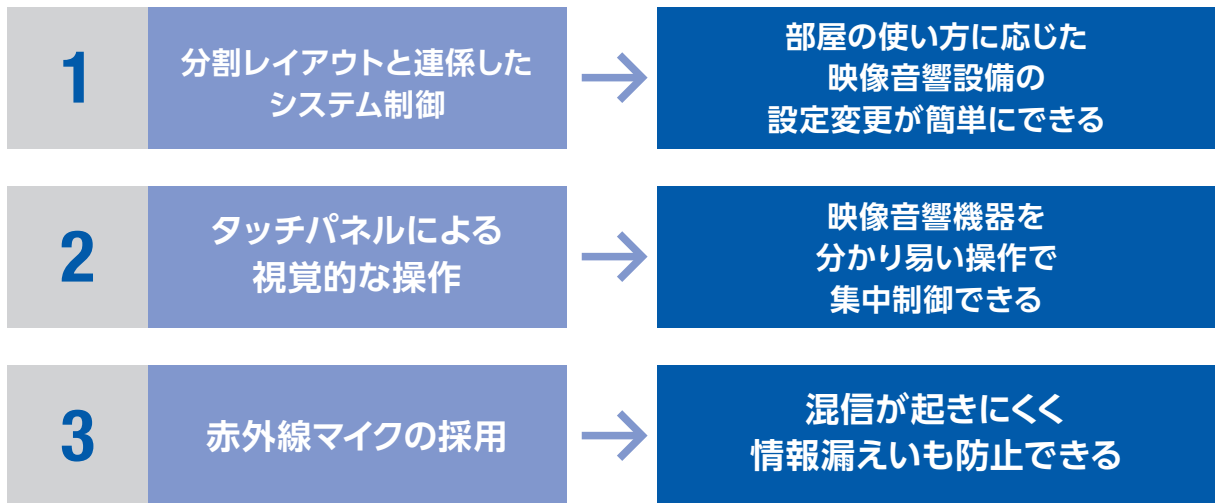 1
分割レイアウトと連係した
システム制御
部屋の使い方に応じた
映像音響設備の
設定変更が簡単にできる
2
タッチパネルによる
視覚的な操作
映像音響機器を
分かり易い操作で
集中制御できる
3
赤外線マイクの採用
混信が起きにくく
情報漏えいも防止できる